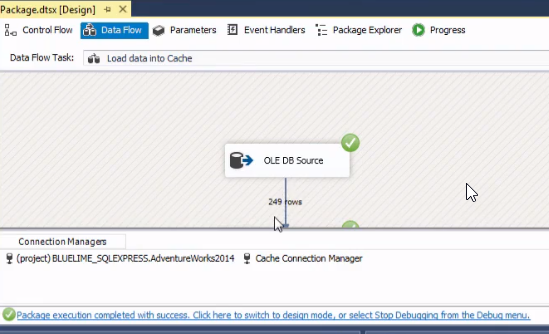 Package.dtsx [Design]
Control Flow Data Flow Parameters Event Handlers Package Explorer Progress
Data Flow Task: Load data into Cache
OLE DB Source
249 rows
Connection Managers
(project) BLUELIME_SQLEXPRESS.AdventureWorks2014 Cache Connection Manager
Package execution completed with success. Click here to switch to design mode, or select Stop Debugging from the Debug menu.